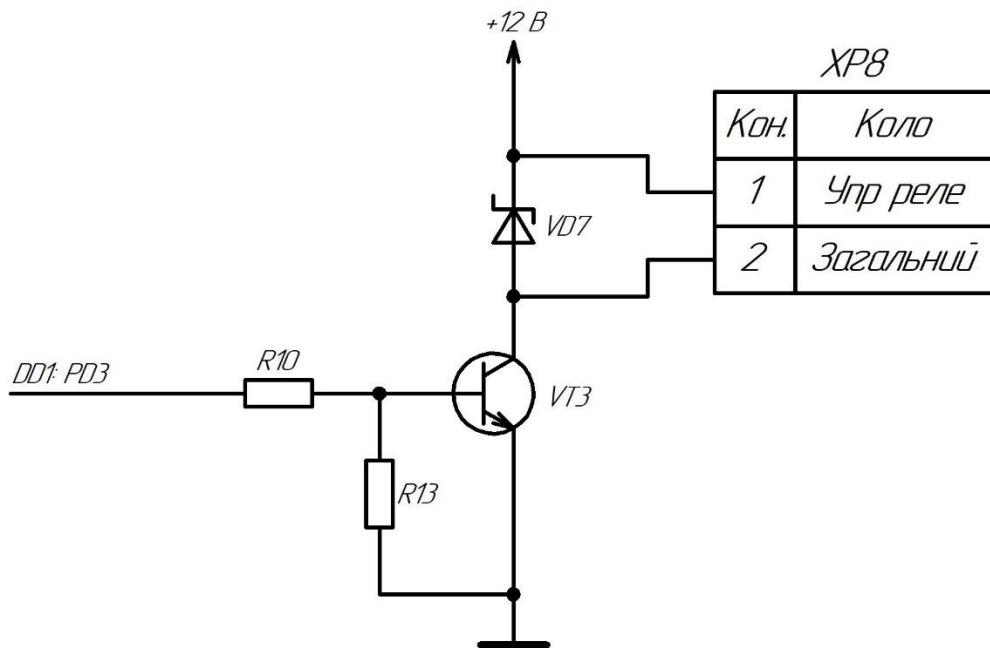 +12 В
XP8
Кон. Коло
1 Упр реле
2 Загальний
VD7
DD1: PD3
R10
VT3
R13